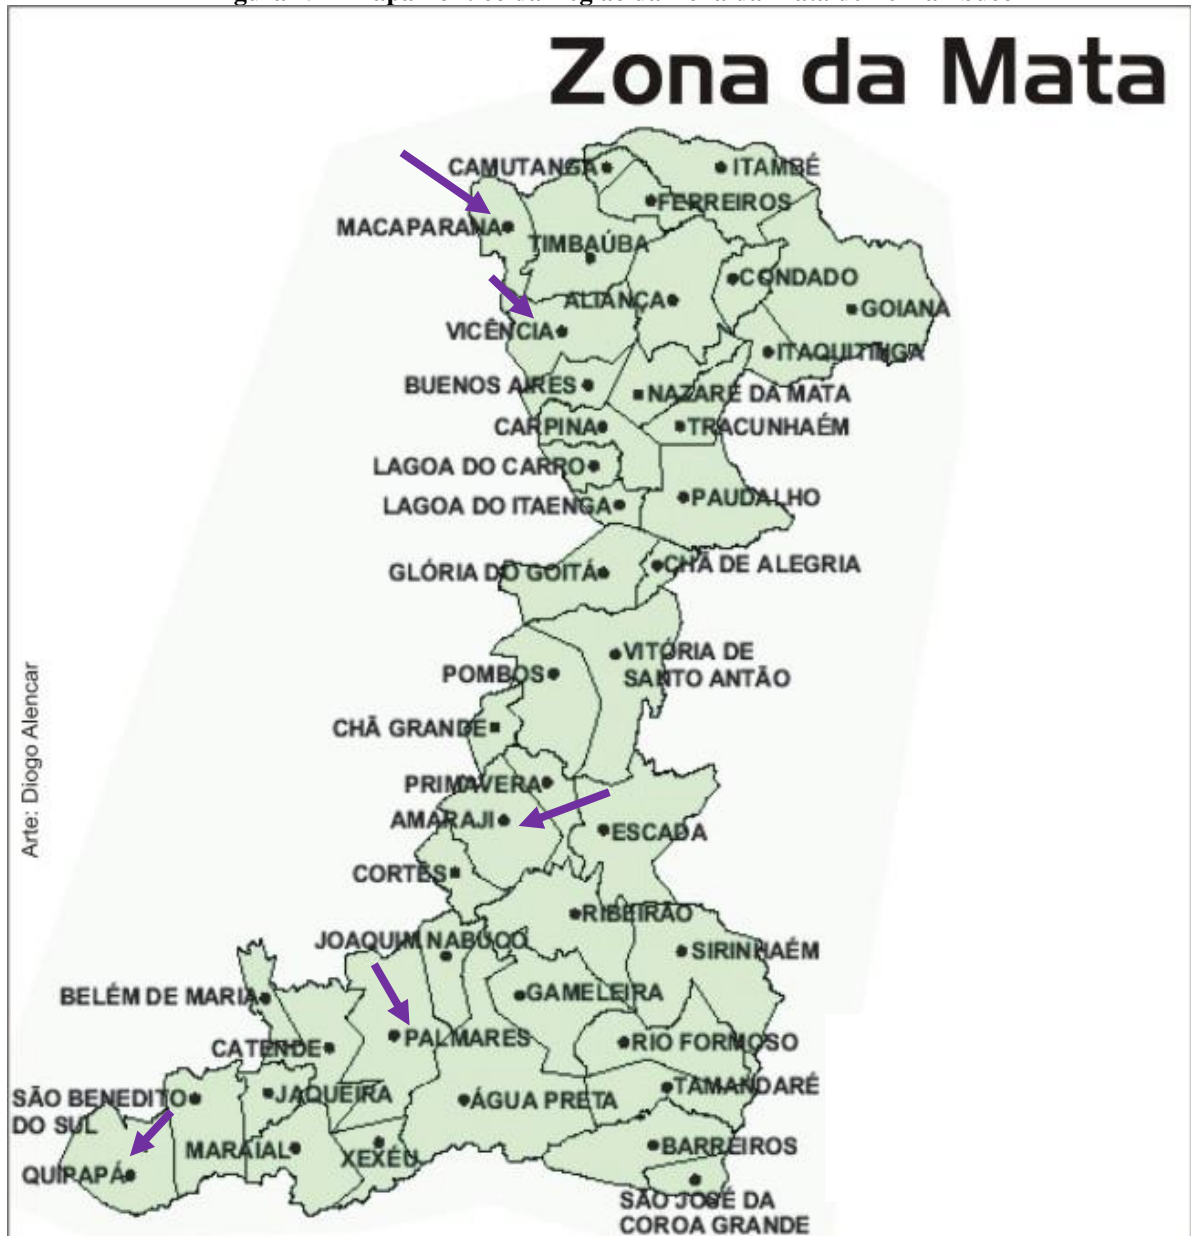 Zona da Mata
CAMUTANGA
ITAMBÉ
FERREIROS
MACAPARANA
TIMBAÚBA
CONDADO
ALIANÇA
GOIANA
VICÊNCIA
ITAQUITINGA
BUENOS AIRES
NAZARÉ DA MATA
CARPINA
TRACUNHAÉM
LAGOA DO CARRO
PAUDALHO
LAGOA DO ITAENGA
GLÓRIA DO GOITÁ
CHÃ DE ALEGRIA
VITÓRIA DE
SANTO ANTÃO
POMBOS
CHÃ GRANDE
PRIMAVERA
AMARAJI
ESCADA
CORTÊS
RIBEIRÃO
JOAQUIM NABUCO
SIRINHAÉM
BELÉM DE MARIA
GAMELEIRA
PALMARES
RIO FORMOSO
CATENDE
TAMANDARÉ
SÃO BENEDITO
DO SUL
JAQUEIRA
ÁGUA PRETA
MARAIAL
XEXÉU
BARREIROS
QUIPAPÁ
SÃO JOSÉ DA
COROA GRANDE
Arte: Diogo Alencar